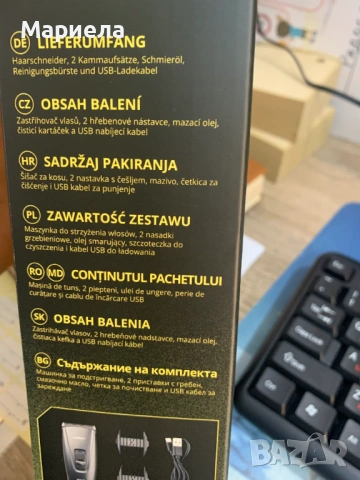 Мариела
DE LIEFERUMFANG
Haarschneider, 2 Kammaufsätze, Schmieröl,
Reinigungsbürste und USB-Ladekabel
CZ OBSAH BALENÍ
Zastřihovač vlasů, 2 hřebenové nástavce, mazací olej,
čisticí kartáček a USB nabíjecí kabel
HR SADRŽAJ PAKIRANJA
Šišač za kosu, 2 nastavka s češljem, mazivo, četkica za
čišćenje i USB kabel za punjenje
PL ZAWARTOŚĆ ZESTAWU
Maszynka do strzyżenia włosów, 2 nasadki
grzebieniowe, olej smarujący, szczoteczka do
czyszczenia i kabel USB do ładowania
RO MD CONȚINUTUL PACHETULUI
Mașină de tuns, 2 piepteni, ulei de ungere, perie de
curățare și cablu de încărcare USB
SK OBSAH BALENIA
Zastrihávač vlasov, 2 hrebeňové nadstavce, mazací olej,
čistiaca kefka a USB nabíjací kábel
BG Съдържание на комплекта
Машинка за подстригване, 2 приставки с гребен,
смазочно масло, четка за почистване и USB кабел за
зареждане
bazar.bg